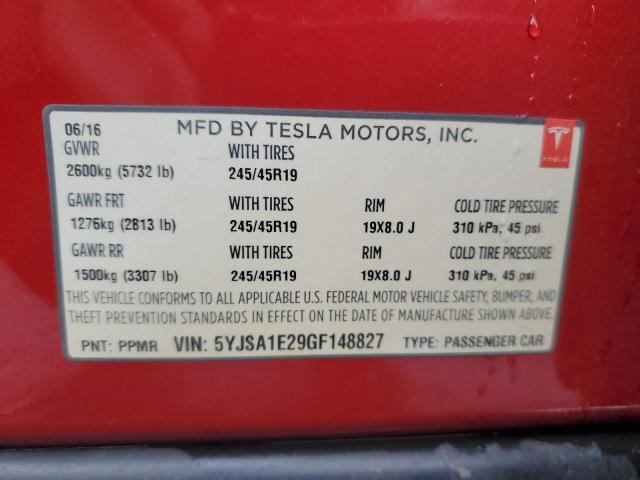 06/16 MFD BY TESLA MOTORS, INC.
GVWR WITH TIRES
2600kg (5732 lb) 245/45R19
TESLA
GAWR FRT WITH TIRES RIM COLD TIRE PRESSURE
1276kg (2813 lb) 245/45R19 19X8.0 J 310 kPa, 45 psi
GAWR RR WITH TIRES RIM COLD TIRE PRESSURE
1500kg (3307 lb) 245/45R19 19X8.0 J 310 kPa, 45 psi
THIS VEHICLE CONFORMS TO ALL APPLICABLE U.S. FEDERAL MOTOR VEHICLE SAFETY, BUMPER, AND
THEFT PREVENTION STANDARDS IN EFFECT ON THE DATE OF MANUFACTURE SHOWN ABOVE.
PNT: PPMR VIN: 5YJSA1E29GF148827 TYPE: PASSENGER CAR